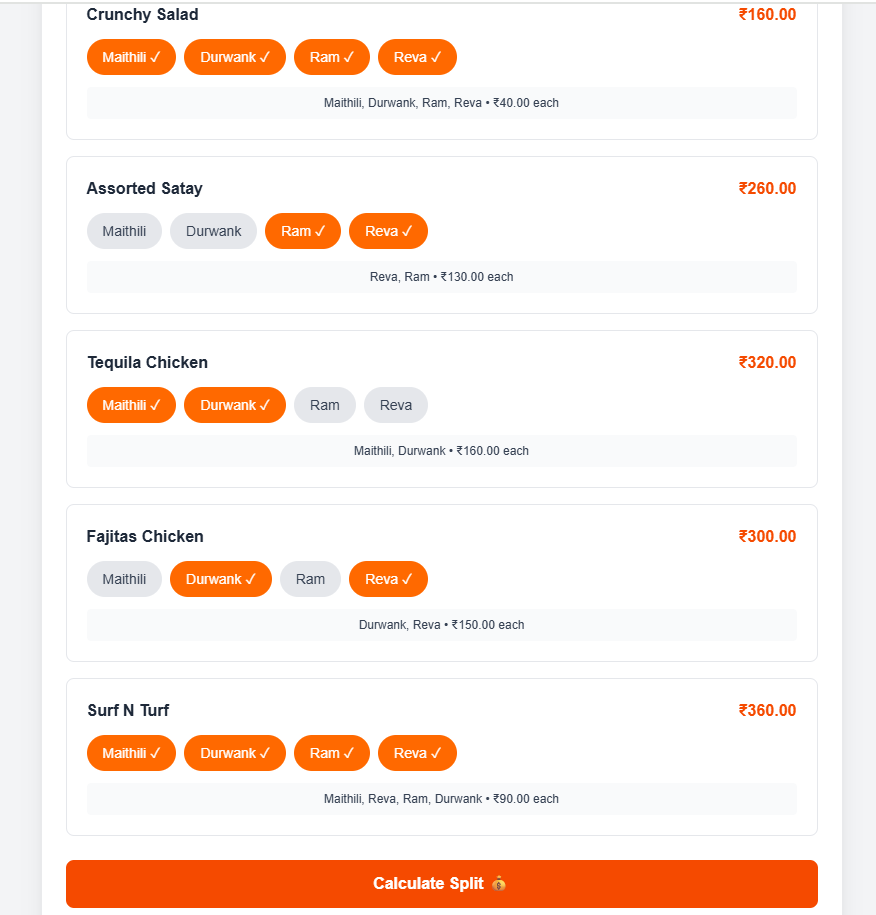 Crunchy Salad ₹160.00
Maithili ✓ Durwank ✓ Ram ✓ Reva ✓
Maithili, Durwank, Ram, Reva • ₹40.00 each
Assorted Satay ₹260.00
Maithili Durwank Ram ✓ Reva ✓
Reva, Ram • ₹130.00 each
Tequila Chicken ₹320.00
Maithili ✓ Durwank ✓ Ram Reva
Maithili, Durwank • ₹160.00 each
Fajitas Chicken ₹300.00
Maithili Durwank ✓ Ram Reva ✓
Durwank, Reva • ₹150.00 each
Surf N Turf ₹360.00
Maithili ✓ Durwank ✓ Ram ✓ Reva ✓
Maithili, Reva, Ram, Durwank • ₹90.00 each
Calculate Split 💰